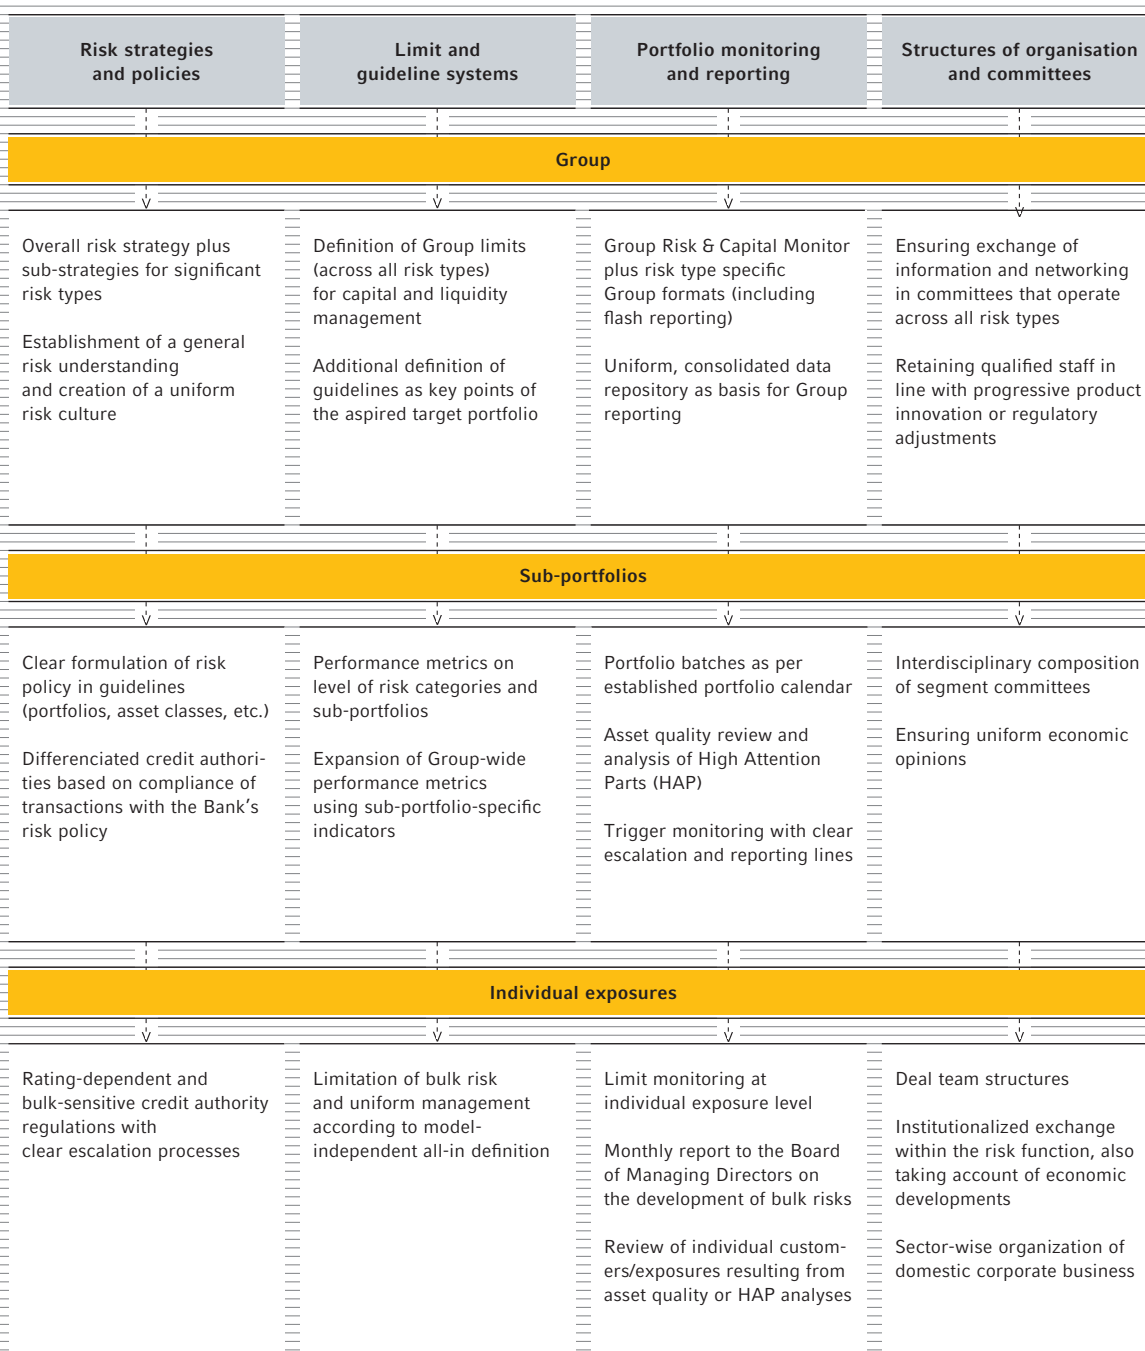 Risk strategies
and policies
Limit and
guideline systems
Portfolio monitoring
and reporting
Structures of organisation
and committees
Group
Overall risk strategy plus
sub-strategies for significant
risk types
Establishment of a general
risk understanding
and creation of a uniform
risk culture
Definition of Group limits
(across all risk types)
for capital and liquidity
management
Additional definition of
guidelines as key points of
the aspired target portfolio
Group Risk & Capital Monitor
plus risk type specific
Group formats (including
flash reporting)
Uniform, consolidated data
repository as basis for Group
reporting
Ensuring exchange of
information and networking
in committees that operate
across all risk types
Retaining qualified staff in
line with progressive product
innovation or regulatory
adjustments
Sub-portfolios
Clear formulation of risk
policy in guidelines
(portfolios, asset classes, etc.)
Differenciated credit authori-
ties based on compliance of
transactions with the Bank's
risk policy
Performance metrics on
level of risk categories and
sub-portfolios
Expansion of Group-wide
performance metrics
using sub-portfolio-specific
indicators
Portfolio batches as per
established portfolio calendar
Asset quality review and
analysis of High Attention
Parts (HAP)
Trigger monitoring with clear
escalation and reporting lines
Interdisciplinary composition
of segment committees
Ensuring uniform economic
opinions
Individual exposures
Rating-dependent and
bulk-sensitive credit authority
regulations with
clear escalation processes
Limitation of bulk risk
and uniform management
according to model-
independent all-in definition
Limit monitoring at
individual exposure level
Monthly report to the Board
of Managing Directors on
the development of bulk risks
Review of individual custom-
ers/exposures resulting from
asset quality or HAP analyses
Deal team structures
Institutionalized exchange
within the risk function, also
taking account of economic
developments
Sector-wise organization of
domestic corporate business